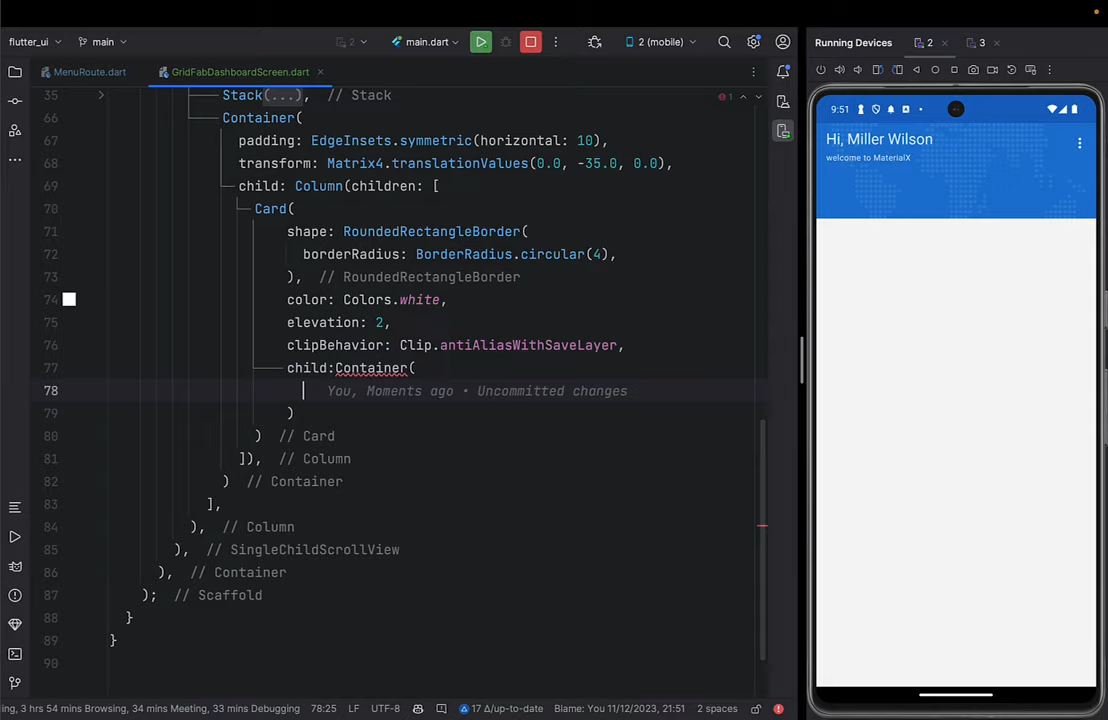 flutter_ui
main
2
main.dart
2 (mobile)
Running Devices
2
3
MenuRoute.dart
GridFabDashboardScreen.dart
35
Stack(...), // Stack
1
66
Container(
67
padding: EdgeInsets.symmetric(horizontal: 10),
68
transform: Matrix4.translationValues(0.0, -35.0, 0.0),
69
child: Column(children: [
70
Card(
71
shape: RoundedRectangleBorder(
72
borderRadius: BorderRadius.circular(4),
73
), // RoundedRectangleBorder
74
color: Colors.white,
75
elevation: 2,
76
clipBehavior: Clip.antiAliasWithSaveLayer,
77
child:Container(
78
You, Moments ago • Uncommitted changes
79
)
80
) // Card
81
]), // Column
82
) // Container
83
],
84
), // Column
85
), // SingleChildScrollView
86
), // Container
87
); // Scaffold
88
}
89
}
90
9:51
Hi, Miller Wilson
welcome to MaterialX
ing, 3 hrs 54 mins Browsing, 34 mins Meeting, 33 mins Debugging
78:25
LF
UTF-8
17 Δ/up-to-date
Blame: You 11/12/2023, 21:51
2 spaces